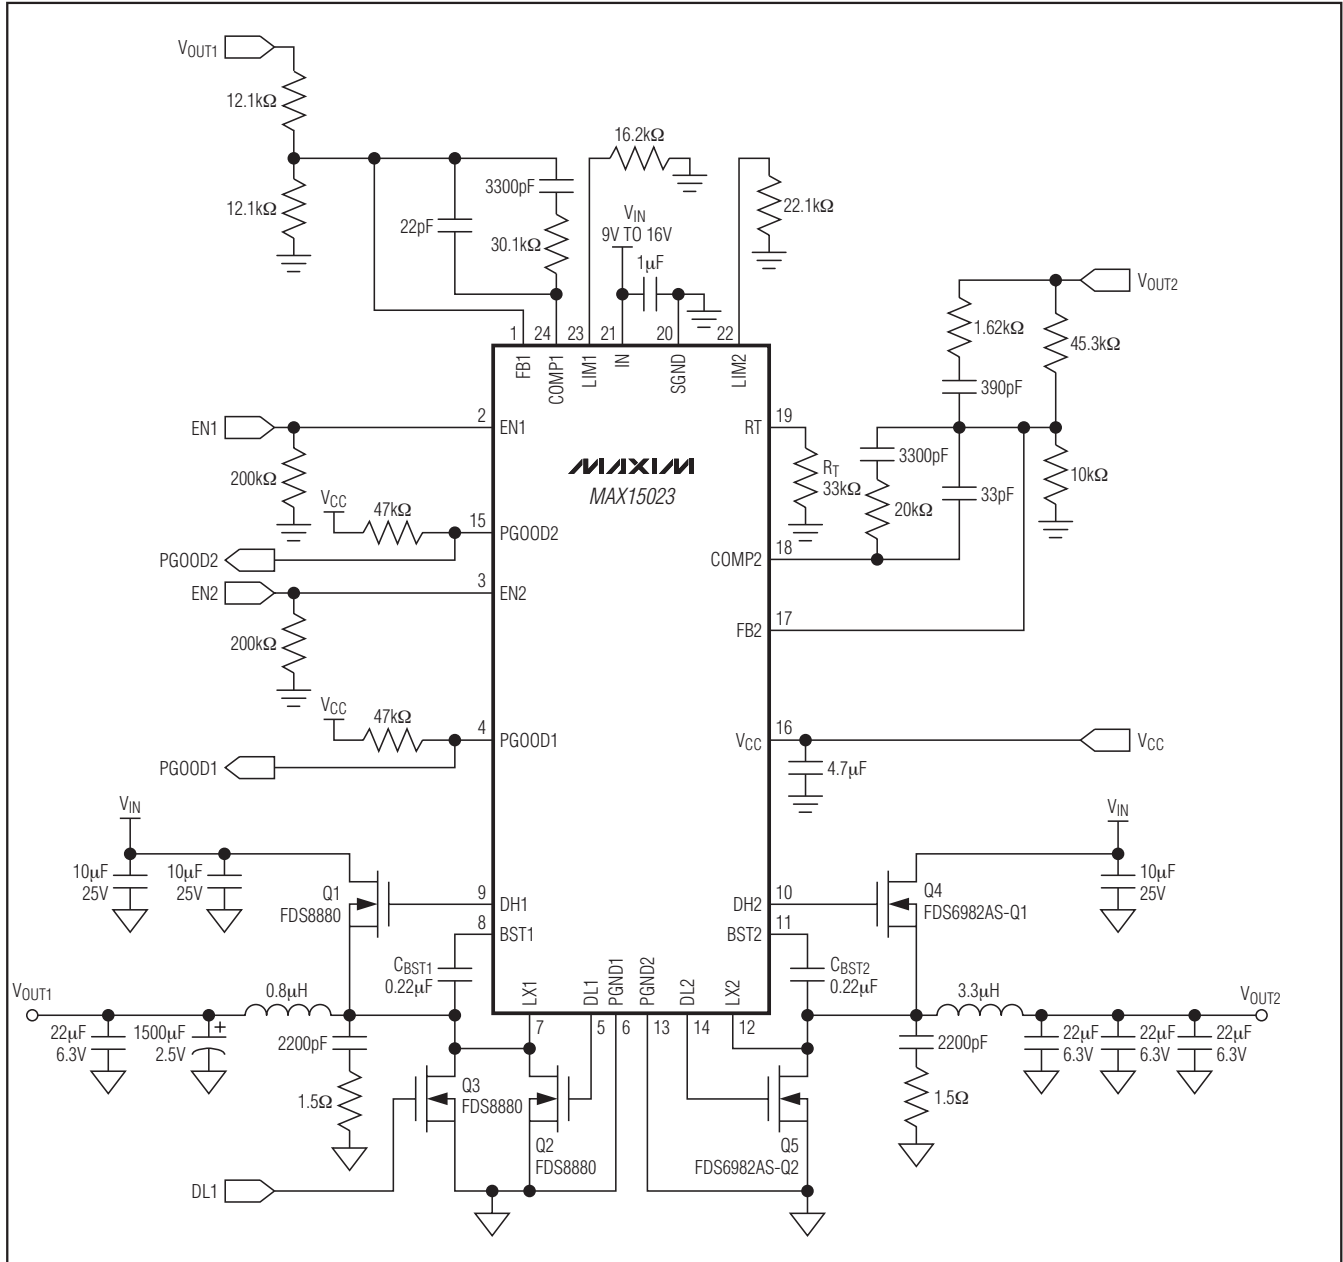 VOUT1
12.1kΩ
12.1kΩ
22pF
3300pF
30.1kΩ
16.2kΩ
VIN
9V TO 16V
1µF
22.1kΩ
VOUT2
1.62kΩ
45.3kΩ
390pF
3300pF
20kΩ
33pF
10kΩ
1
24
23
21
20
22
FB1
COMP1
LIM1
IN
SGND
LIM2
MAXIM
MAX15023
EN1
2
EN1
200kΩ
VCC
47kΩ
15
PGOOD2
PGOOD2
EN2
3
EN2
200kΩ
VCC
47kΩ
4
PGOOD1
PGOOD1
RT
19
RT
33kΩ
COMP2
18
FB2
17
VCC
16
VCC
4.7µF
VIN
10µF
25V
10µF
25V
Q1
FDS8880
9
DH1
8
BST1
CBST1
0.22µF
DH2
10
BST2
11
CBST2
0.22µF
Q4
FDS6982AS-Q1
VIN
10µF
25V
LX1
DL1
PGND1
PGND2
DL2
LX2
7
5
6
13
14
12
VOUT1
22µF
6.3V
1500µF
2.5V
+
0.8µH
2200pF
1.5Ω
Q3
FDS8880
Q2
FDS8880
DL1
Q5
FDS6982AS-Q2
3.3µH
2200pF
1.5Ω
22µF
6.3V
22µF
6.3V
22µF
6.3V
VOUT2